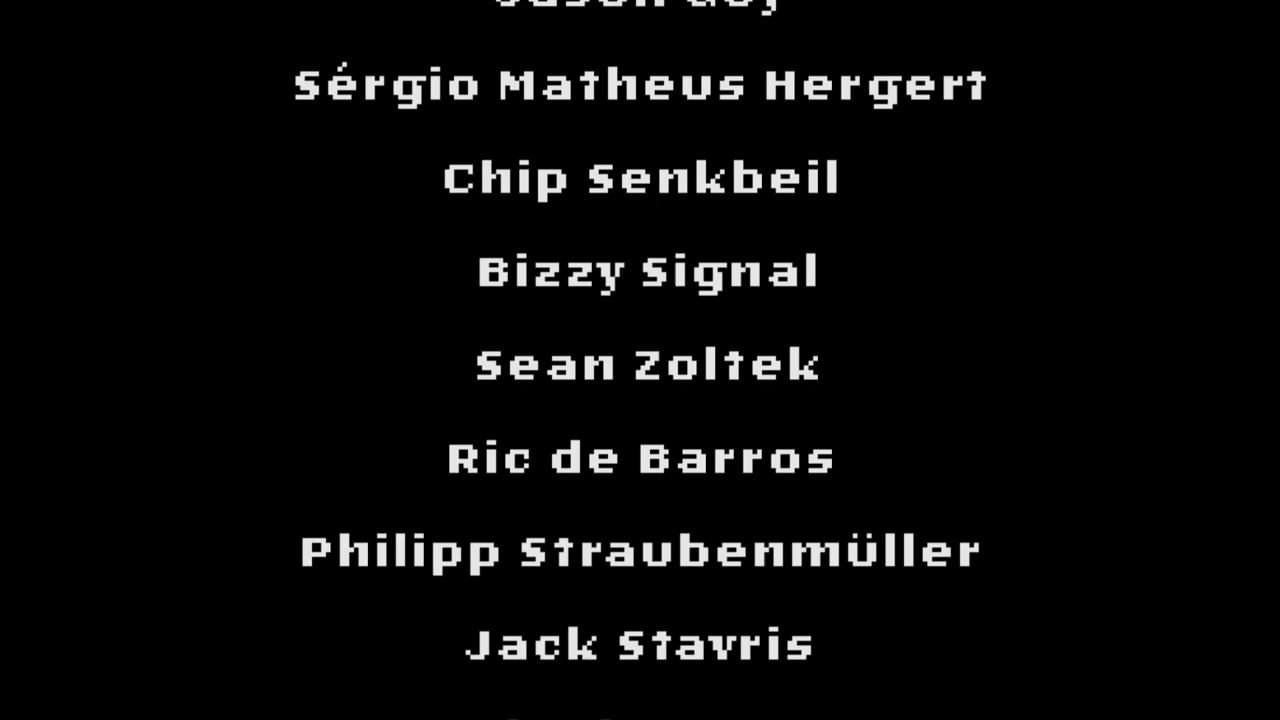 Sérgio Matheus Hergert
Chip Senkbeil
Bizzy Signal
Sean Zoltek
Ric de Barros
Philipp Straubenmüller
Jack Stavris